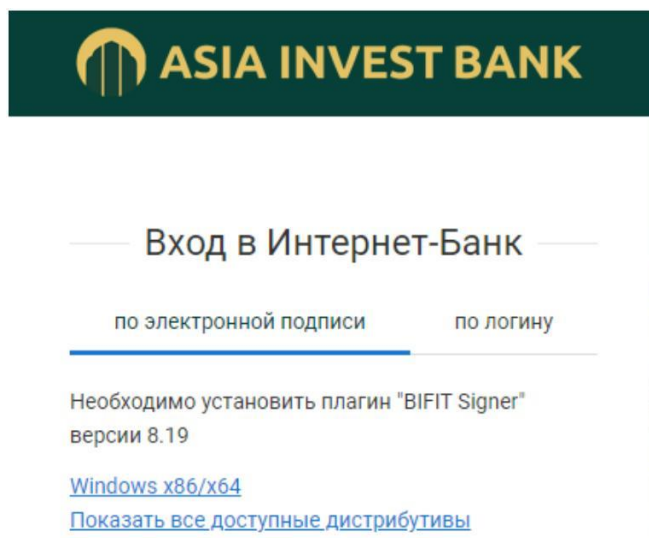 ASIA INVEST BANK
Вход в Интернет-Банк
по электронной подписи по логину
Необходимо установить плагин "BIFIT Signer"
версии 8.19
Windows x86/x64
Показать все доступные дистрибутивы